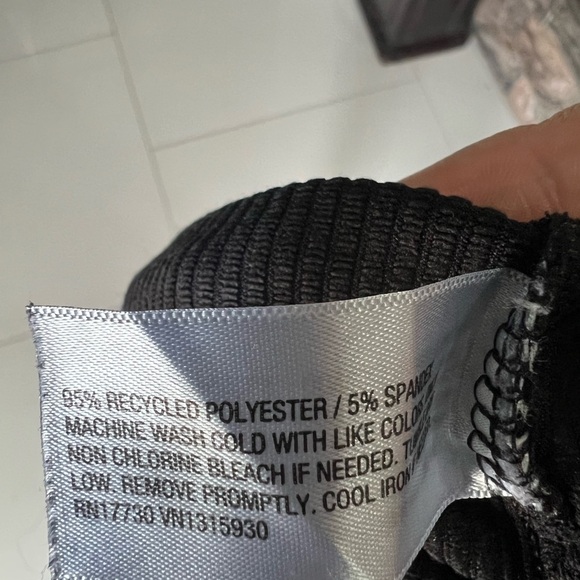 95% RECYCLED POLYESTER / 5% SPANDEX
MACHINE WASH COLD WITH LIKE COLORS
NON CHLORINE BLEACH IF NEEDED.
LOW. REMOVE PROMPTLY. COOL IRON
RN17730 VN1315930